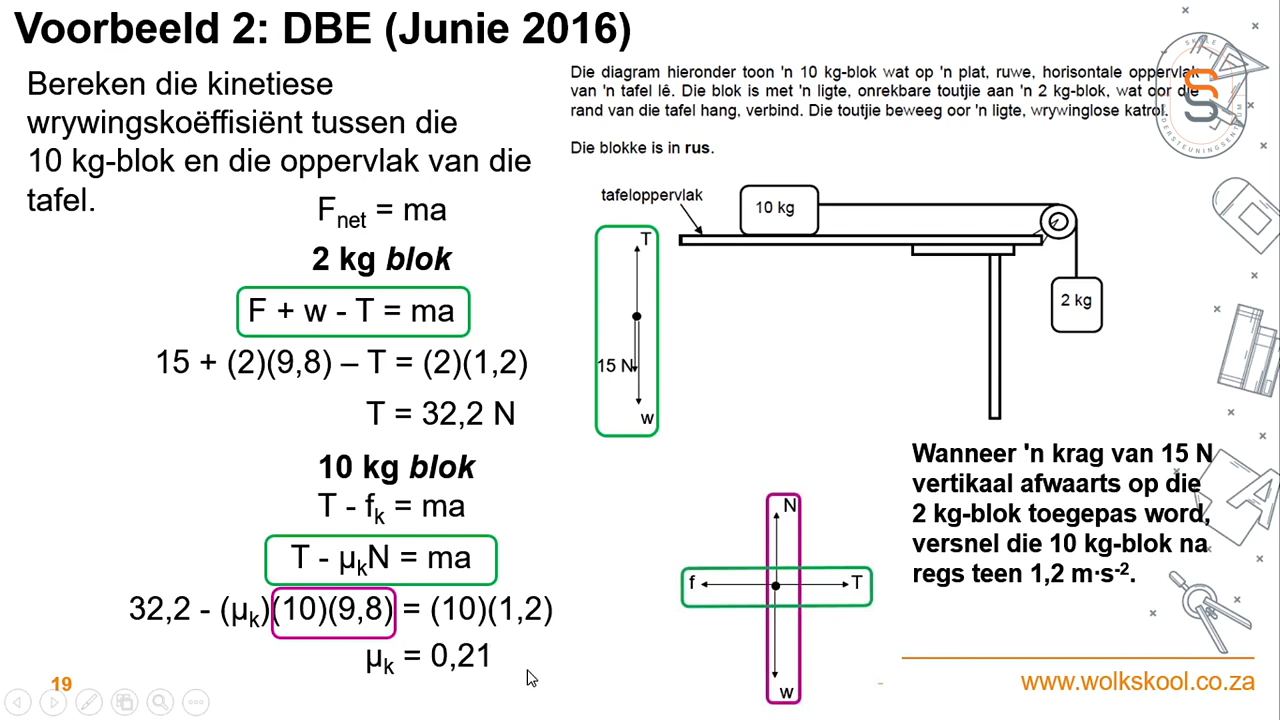 Voorbeeld 2: DBE (Junie 2016)
Bereken die kinetiese
wrywingskoëffisiënt tussen die
10 kg-blok en die oppervlak van die
tafel.
Fnet = ma
2 kg blok
F + w - T = ma
15 + (2)(9,8) – T = (2)(1,2)
T = 32,2 N
10 kg blok
T - fk = ma
T - µkN = ma
32,2 - (µk)(10)(9,8) = (10)(1,2)
µk = 0,21
Die diagram hieronder toon 'n 10 kg-blok wat op 'n plat, ruwe, horisontale oppervlak
van 'n tafel lê. Die blok is met 'n ligte, onrekbare toutjie aan 'n 2 kg-blok, wat oor die
rand van die tafel hang, verbind. Die toutjie beweeg oor 'n ligte, wrywinglose katrol.
Die blokke is in rus.
tafeloppervlak
10 kg
2 kg
T
15 N
w
N
f
T
w
Wanneer 'n krag van 15 N
vertikaal afwaarts op die
2 kg-blok toegepas word,
versnel die 10 kg-blok na
regs teen 1,2 m·s-2.
19
www.wolkskool.co.za